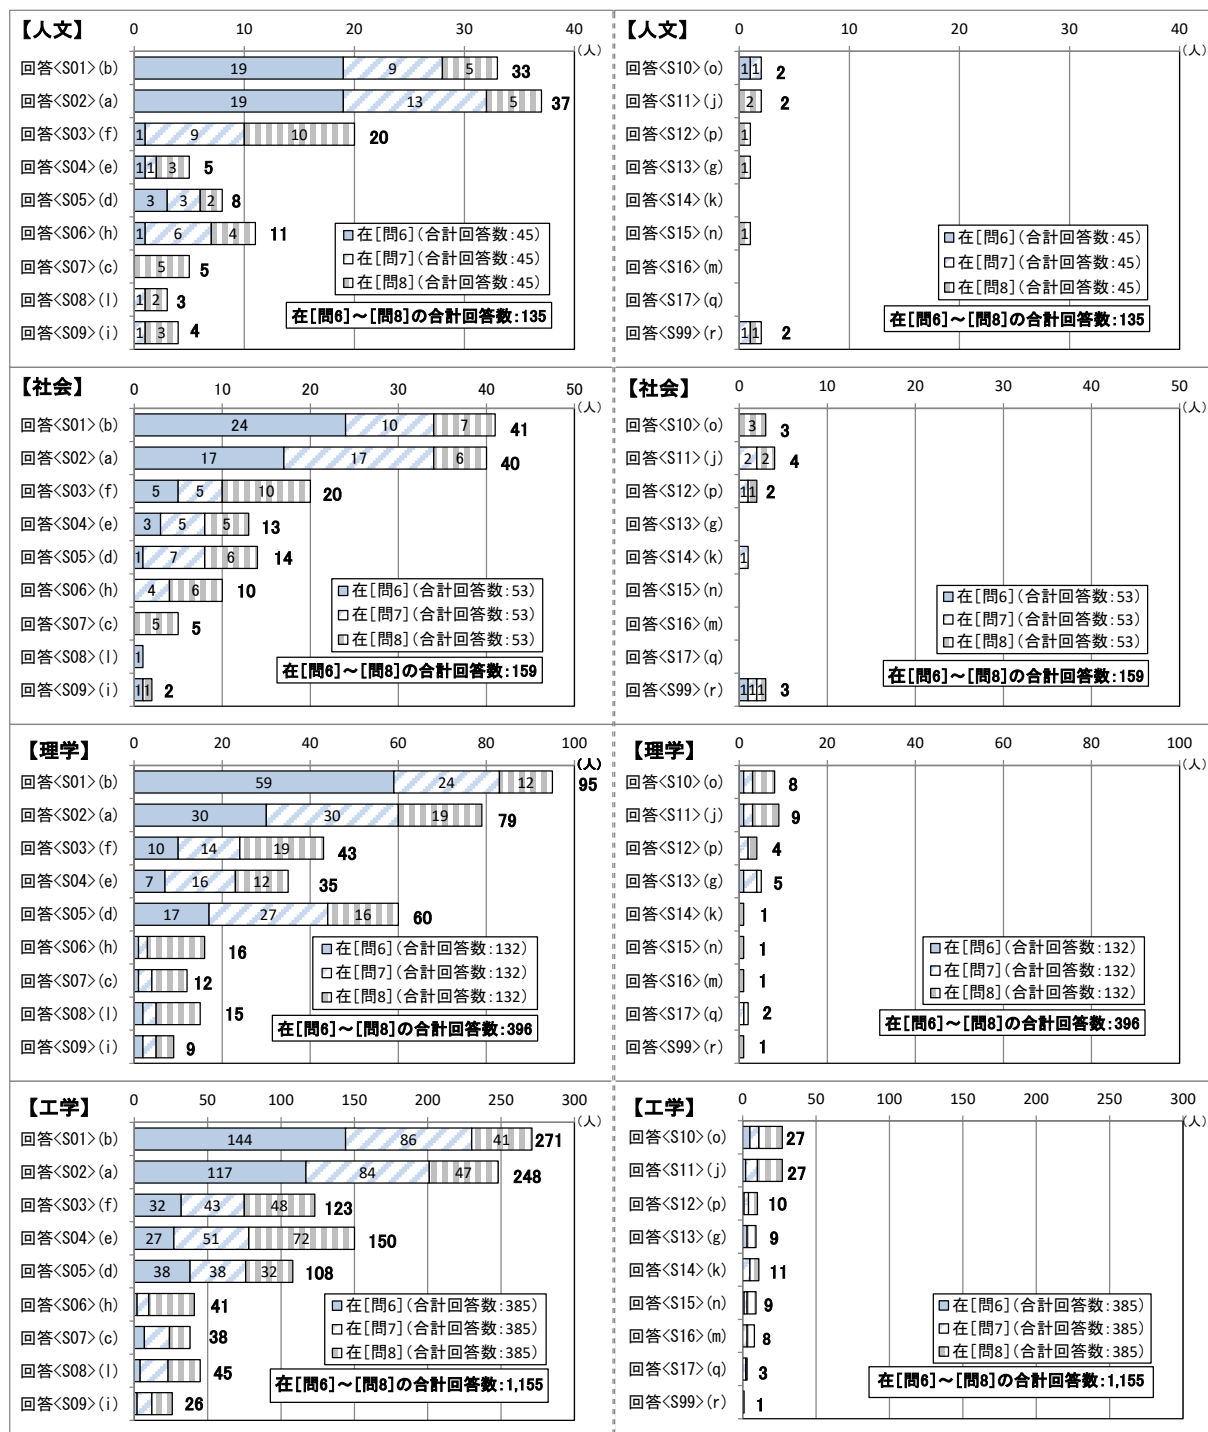 【人文】
0 10 20 30 40
(人)
回答<S01>(b) 19 9 5 33
回答<S02>(a) 19 13 5 37
回答<S03>(f) 1 9 10 20
回答<S04>(e) 1 1 3 5
回答<S05>(d) 3 3 2 8
回答<S06>(h) 1 6 4 11
回答<S07>(c) 5 5
回答<S08>(l) 1 2 3
回答<S09>(i) 1 3 4
在[問6](合計回答数:45)
在[問7](合計回答数:45)
在[問8](合計回答数:45)
在[問6]~[問8]の合計回答数:135
【人文】
0 10 20 30 40
(人)
回答<S10>(o) 1 1 2
回答<S11>(j) 2 2
回答<S12>(p) 1
回答<S13>(g) 1
回答<S14>(k)
回答<S15>(n) 1
回答<S16>(m)
回答<S17>(q)
回答<S99>(r) 1 1 2
在[問6](合計回答数:45)
在[問7](合計回答数:45)
在[問8](合計回答数:45)
在[問6]~[問8]の合計回答数:135
【社会】
0 10 20 30 40 50
(人)
回答<S01>(b) 24 10 7 41
回答<S02>(a) 17 17 6 40
回答<S03>(f) 5 5 10 20
回答<S04>(e) 3 5 5 13
回答<S05>(d) 1 7 6 14
回答<S06>(h) 4 6 10
回答<S07>(c) 5 5
回答<S08>(l) 1
回答<S09>(i) 1 1 2
在[問6](合計回答数:53)
在[問7](合計回答数:53)
在[問8](合計回答数:53)
在[問6]~[問8]の合計回答数:159
【社会】
0 10 20 30 40 50
(人)
回答<S10>(o) 3 3
回答<S11>(j) 2 2 4
回答<S12>(p) 1 1 2
回答<S13>(g)
回答<S14>(k) 1
回答<S15>(n)
回答<S16>(m)
回答<S17>(q)
回答<S99>(r) 1 1 1 3
在[問6](合計回答数:53)
在[問7](合計回答数:53)
在[問8](合計回答数:53)
在[問6]~[問8]の合計回答数:159
【理学】
0 20 40 60 80 100
(人)
回答<S01>(b) 59 24 12 95
回答<S02>(a) 30 30 19 79
回答<S03>(f) 10 14 19 43
回答<S04>(e) 7 16 12 35
回答<S05>(d) 17 27 16 60
回答<S06>(h) 16
回答<S07>(c) 12
回答<S08>(l) 15
回答<S09>(i) 9
在[問6](合計回答数:132)
在[問7](合計回答数:132)
在[問8](合計回答数:132)
在[問6]~[問8]の合計回答数:396
【理学】
0 20 40 60 80 100
(人)
回答<S10>(o) 8
回答<S11>(j) 9
回答<S12>(p) 4
回答<S13>(g) 5
回答<S14>(k) 1
回答<S15>(n) 1
回答<S16>(m) 1
回答<S17>(q) 2
回答<S99>(r) 1
在[問6](合計回答数:132)
在[問7](合計回答数:132)
在[問8](合計回答数:132)
在[問6]~[問8]の合計回答数:396
【工学】
0 50 100 150 200 250 300
(人)
回答<S01>(b) 144 86 41 271
回答<S02>(a) 117 84 47 248
回答<S03>(f) 32 43 48 123
回答<S04>(e) 27 51 72 150
回答<S05>(d) 38 38 32 108
回答<S06>(h) 41
回答<S07>(c) 38
回答<S08>(l) 45
回答<S09>(i) 26
在[問6](合計回答数:385)
在[問7](合計回答数:385)
在[問8](合計回答数:385)
在[問6]~[問8]の合計回答数:1,155
【工学】
0 50 100 150 200 250 300
(人)
回答<S10>(o) 27
回答<S11>(j) 27
回答<S12>(p) 10
回答<S13>(g) 9
回答<S14>(k) 11
回答<S15>(n) 9
回答<S16>(m) 8
回答<S17>(q) 3
回答<S99>(r) 1
在[問6](合計回答数:385)
在[問7](合計回答数:385)
在[問8](合計回答数:385)
在[問6]~[問8]の合計回答数:1,155